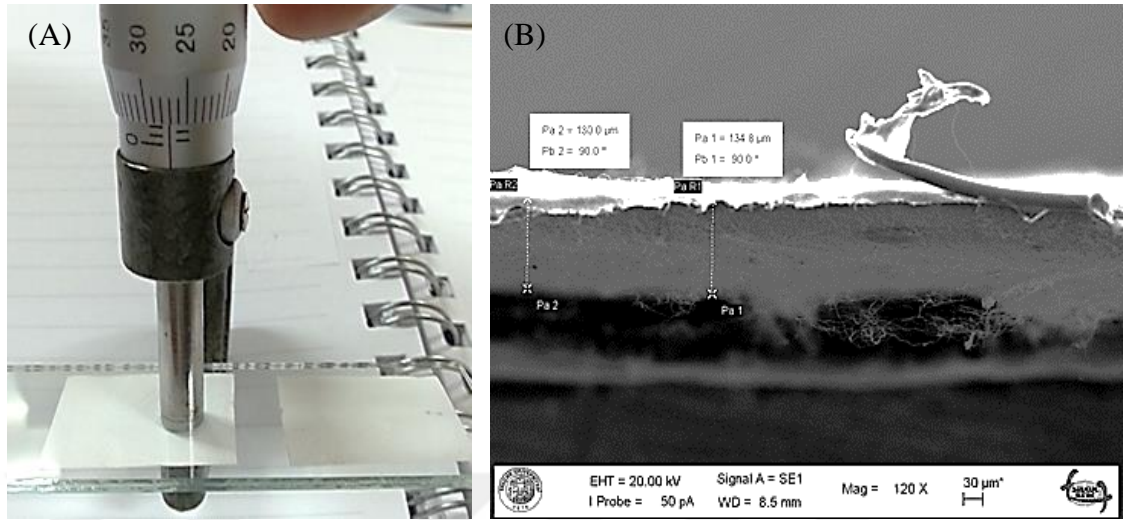 (A)
35 30 25 20
0
(B)
Pa 2 = 130.0 µm
Pb 2 = 90.0 °
Pa 1 = 134.8 µm
Pb 1 = 90.0 °
Pa R2
Pa R1
Pa 2
Pa 1
EHT = 20.00 kV
Signal A = SE1
Mag = 120 X
30 µm*
I Probe = 50 pA
WD = 8.5 mm